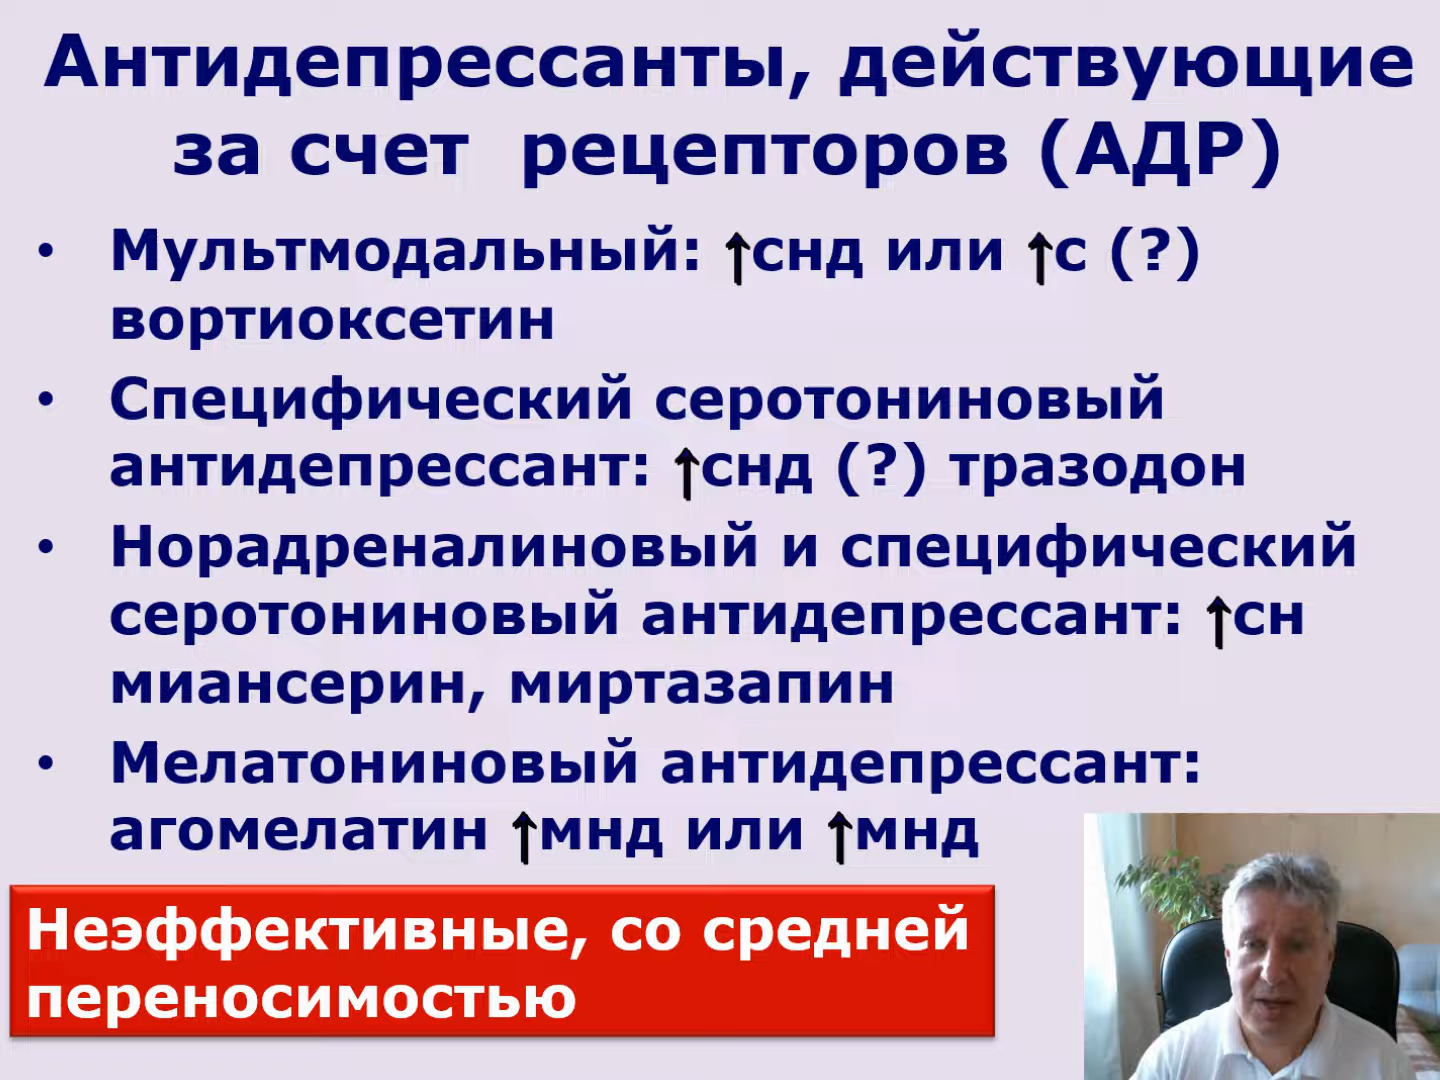 Антидепрессанты, действующие
за счет рецепторов (АДР)
• Мультмодальный: ↑снд или ↑с (?)
вортиоксетин
• Специфический серотониновый
антидепрессант: ↑снд (?) тразодон
• Норадреналиновый и специфический
серотониновый антидепрессант: ↑сн
миансерин, миртазапин
• Мелатониновый антидепрессант:
агомелатин ↑мнд или ↑мнд
Неэффективные, со средней
переносимостью